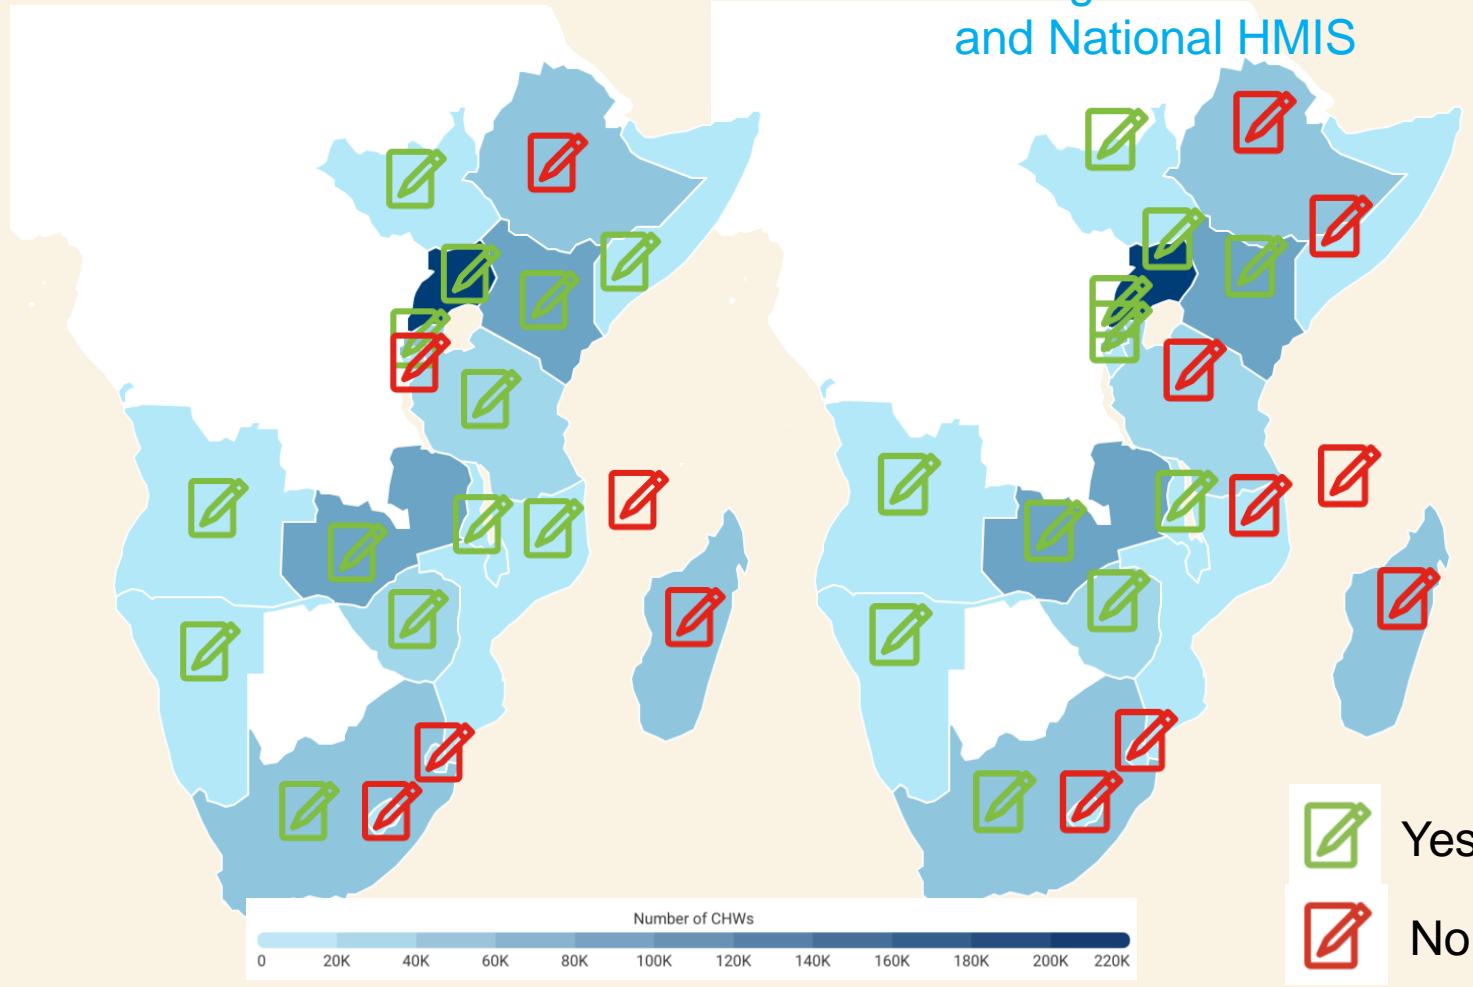 and National HMIS
Yes
No
Number of CHWs
0 20K 40K 60K 80K 100K 120K 140K 160K 180K 200K 220K